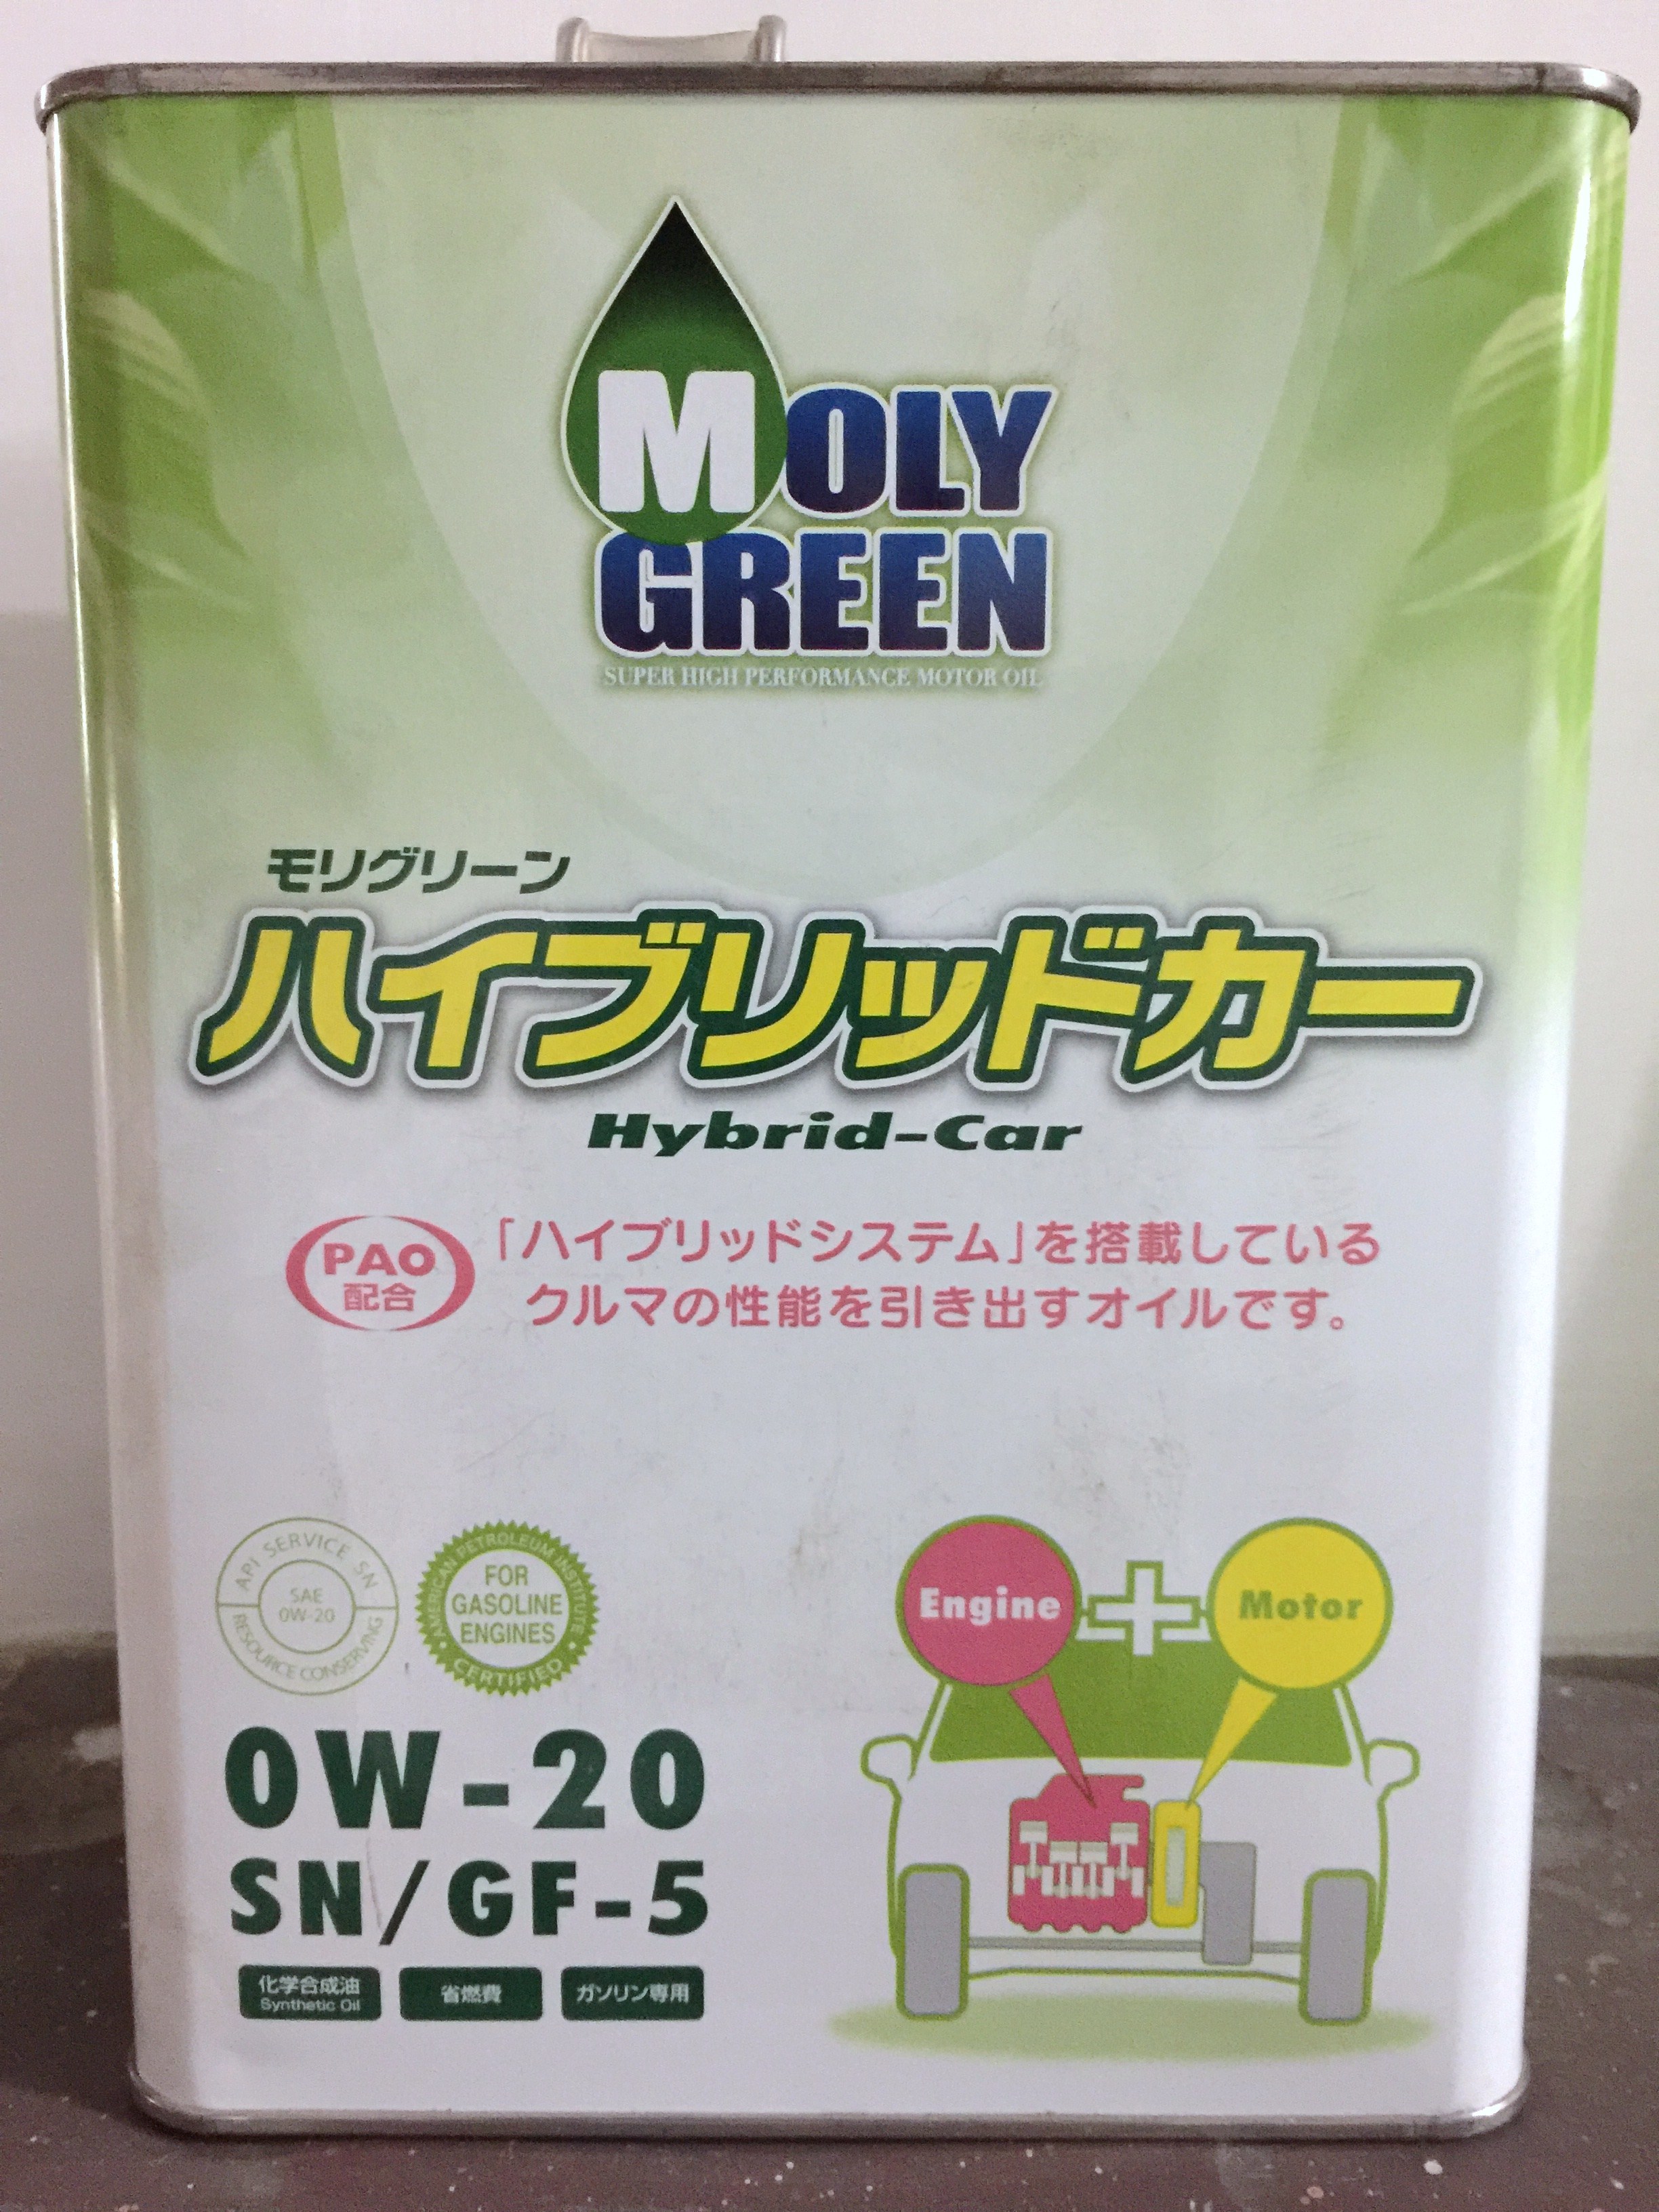 MOLY
GREEN
SUPER HIGH PERFORMANCE MOTOR OIL
モリグリーン
ハイブリッドカー
Hybrid-Car
PAO
配合
「ハイブリッドシステム」を搭載している
クルマの性能を引き出すオイルです。
API SERVICE SN
SAE
0W-20
RESOURCE CONSERVING
AMERICAN PETROLEUM INSTITUTE
FOR
GASOLINE
ENGINES
CERTIFIED
Engine
Motor
0W-20
SN/GF-5
化学合成油
Synthetic Oil
省燃費
ガソリン専用